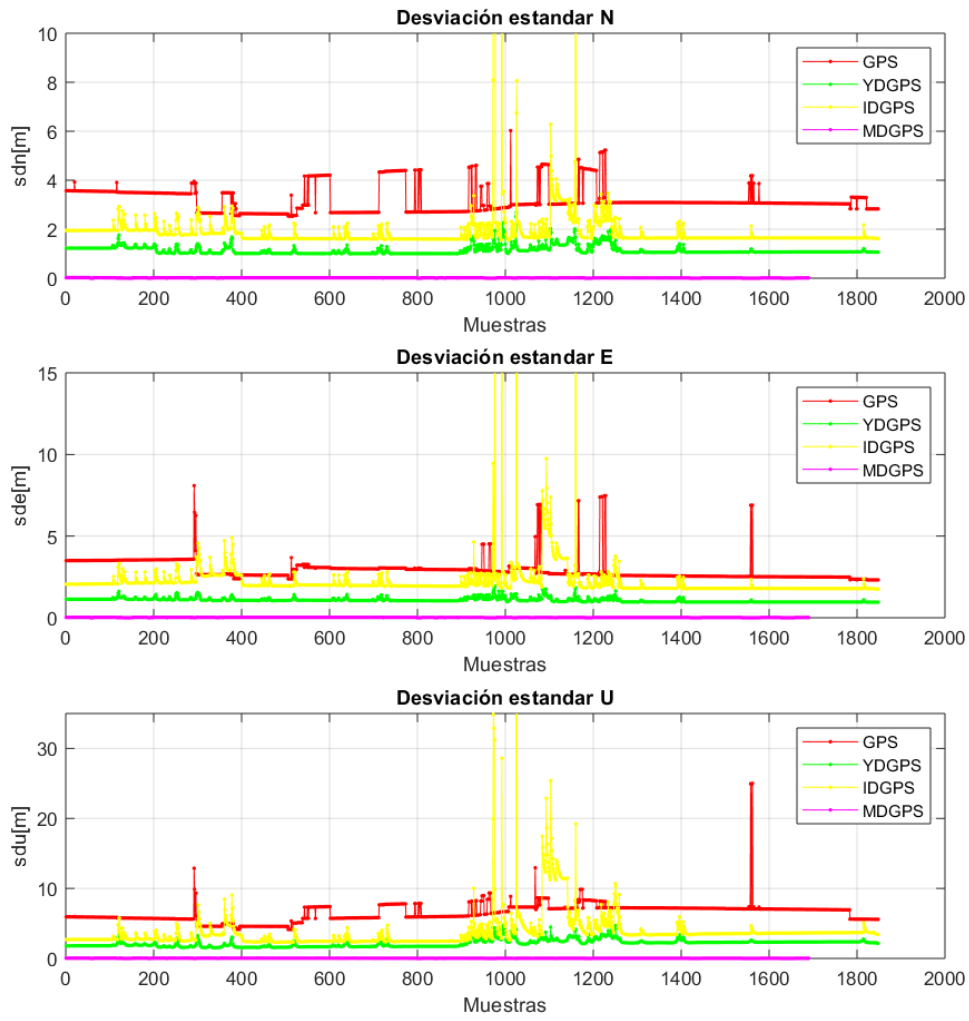 Desviación estandar N
10
8
6
4
2
0
sdn[m]
GPS
YDGPS
IDGPS
MDGPS
0 200 400 600 800 1000 1200 1400 1600 1800 2000
Muestras
Desviación estandar E
15
10
5
0
sde[m]
GPS
YDGPS
IDGPS
MDGPS
0 200 400 600 800 1000 1200 1400 1600 1800 2000
Muestras
Desviación estandar U
30
20
10
0
sdu[m]
GPS
YDGPS
IDGPS
MDGPS
0 200 400 600 800 1000 1200 1400 1600 1800 2000
Muestras